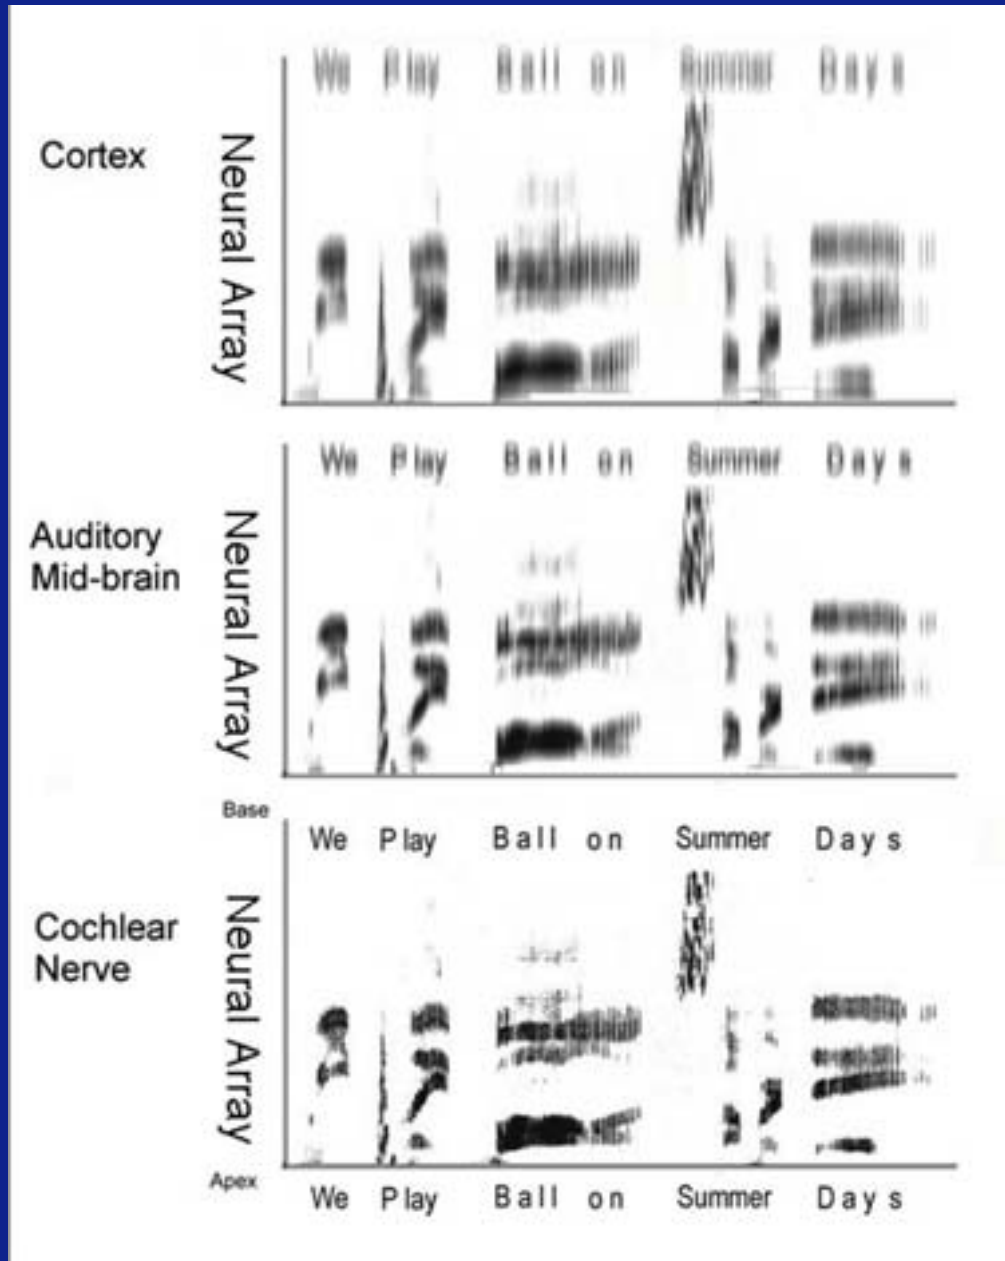 We Play Ball on Summer Days
Cortex
Neural Array
We Play Ball on Summer Days
Auditory
Mid-brain
Neural Array
Base
We Play Ball on Summer Days
Cochlear
Nerve
Neural Array
Apex
We Play Ball on Summer Days